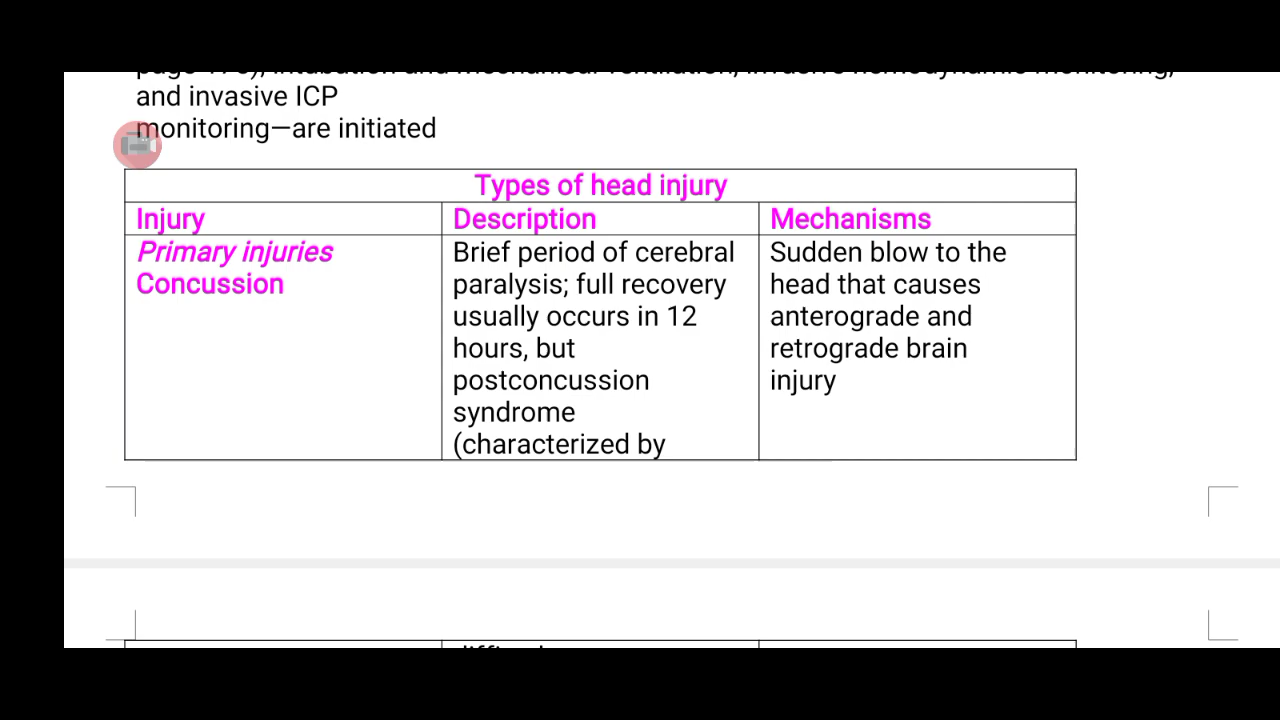 and invasive ICP
monitoring—are initiated
Types of head injury
Injury
Description
Mechanisms
Primary injuries
Concussion
Brief period of cerebral
paralysis; full recovery
usually occurs in 12
hours, but
postconcussion
syndrome
(characterized by
Sudden blow to the
head that causes
anterograde and
retrograde brain
injury